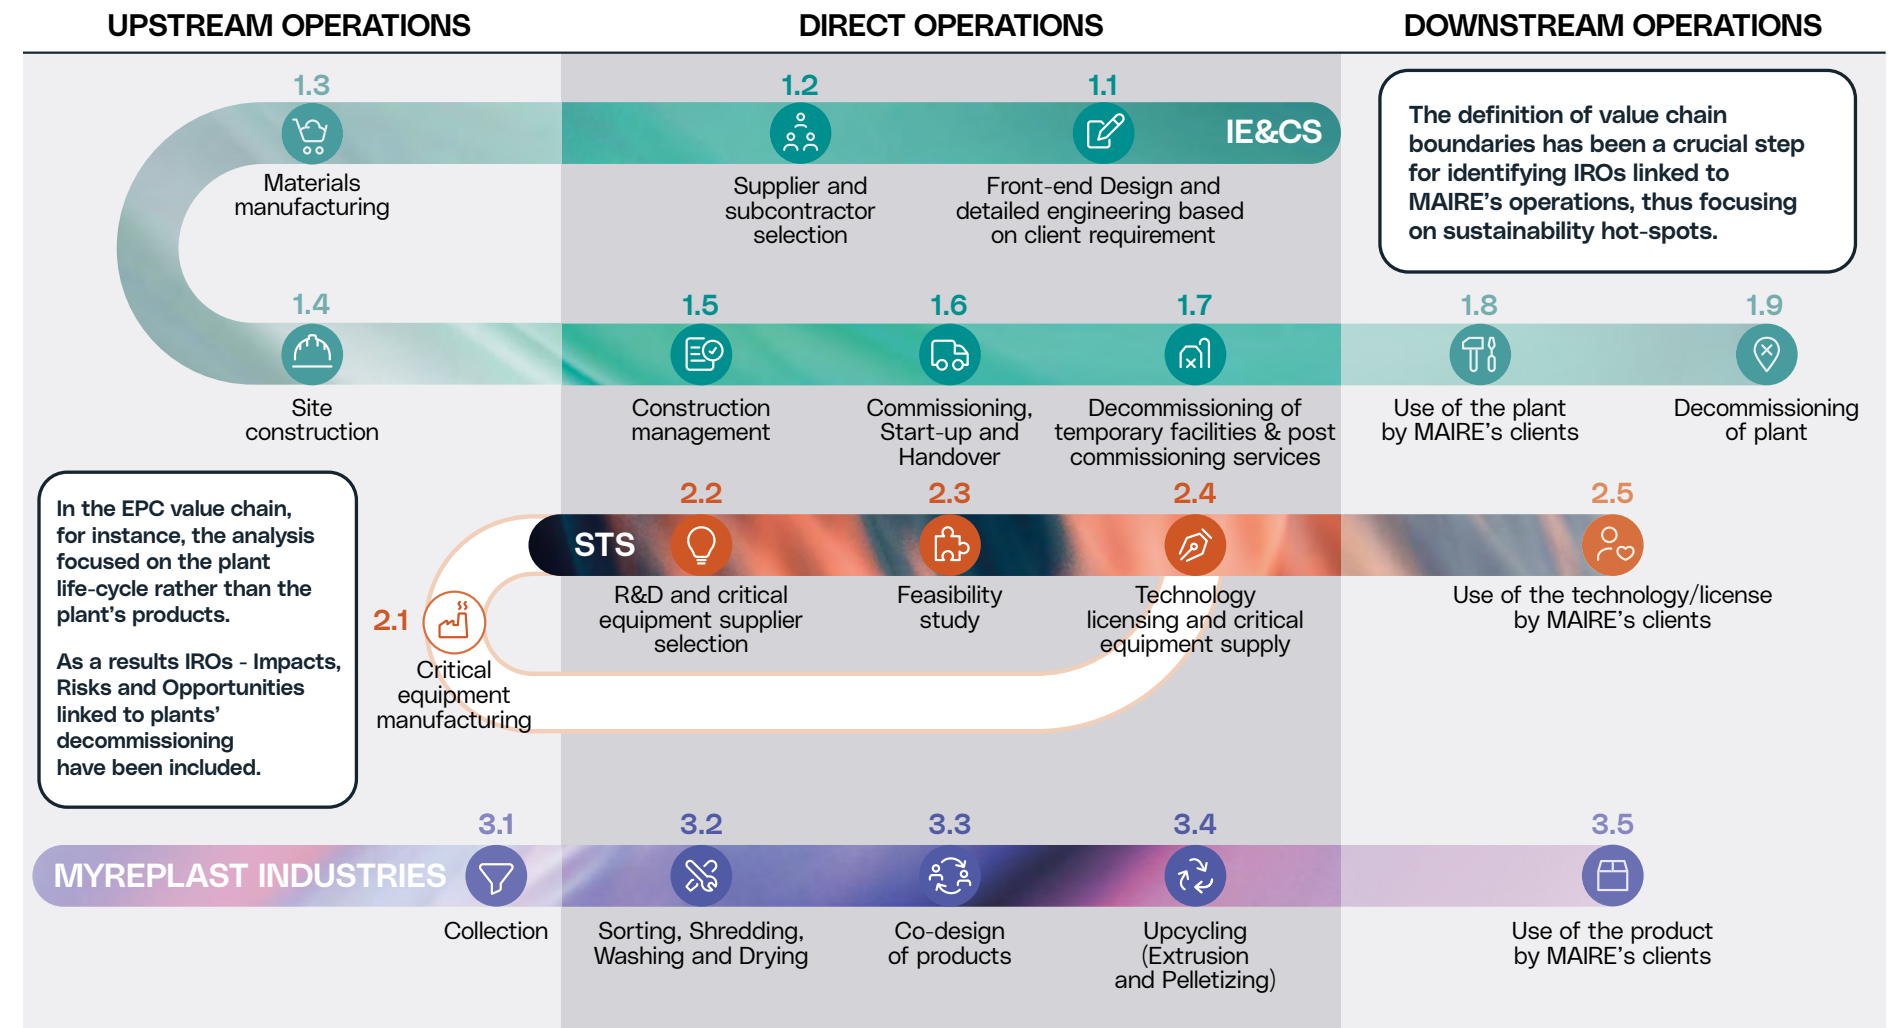 UPSTREAM OPERATIONS
DIRECT OPERATIONS
DOWNSTREAM OPERATIONS
1.3
Materials
manufacturing
1.2
Supplier and
subcontractor
selection
1.1
Front-end Design and
detailed engineering based
on client requirement
IE&CS
The definition of value chain
boundaries has been a crucial step
for identifying IROs linked to
MAIRE's operations, thus focusing
on sustainability hot-spots.
1.4
Site
construction
1.5
Construction
management
1.6
Commissioning,
Start-up and
Handover
1.7
Decommissioning of
temporary facilities & post
commissioning services
1.8
Use of the plant
by MAIRE's clients
1.9
Decommissioning
of plant
In the EPC value chain,
for instance, the analysis
focused on the plant
life-cycle rather than the
plant's products.
As a results IROs - Impacts,
Risks and Opportunities
linked to plants'
decommissioning
have been included.
2.1
Critical
equipment
manufacturing
STS
2.2
R&D and critical
equipment supplier
selection
2.3
Feasibility
study
2.4
Technology
licensing and critical
equipment supply
2.5
Use of the technology/license
by MAIRE's clients
MYREPLAST INDUSTRIES
3.1
Collection
3.2
Sorting, Shredding,
Washing and Drying
3.3
Co-design
of products
3.4
Upcycling
(Extrusion
and Pelletizing)
3.5
Use of the product
by MAIRE's clients